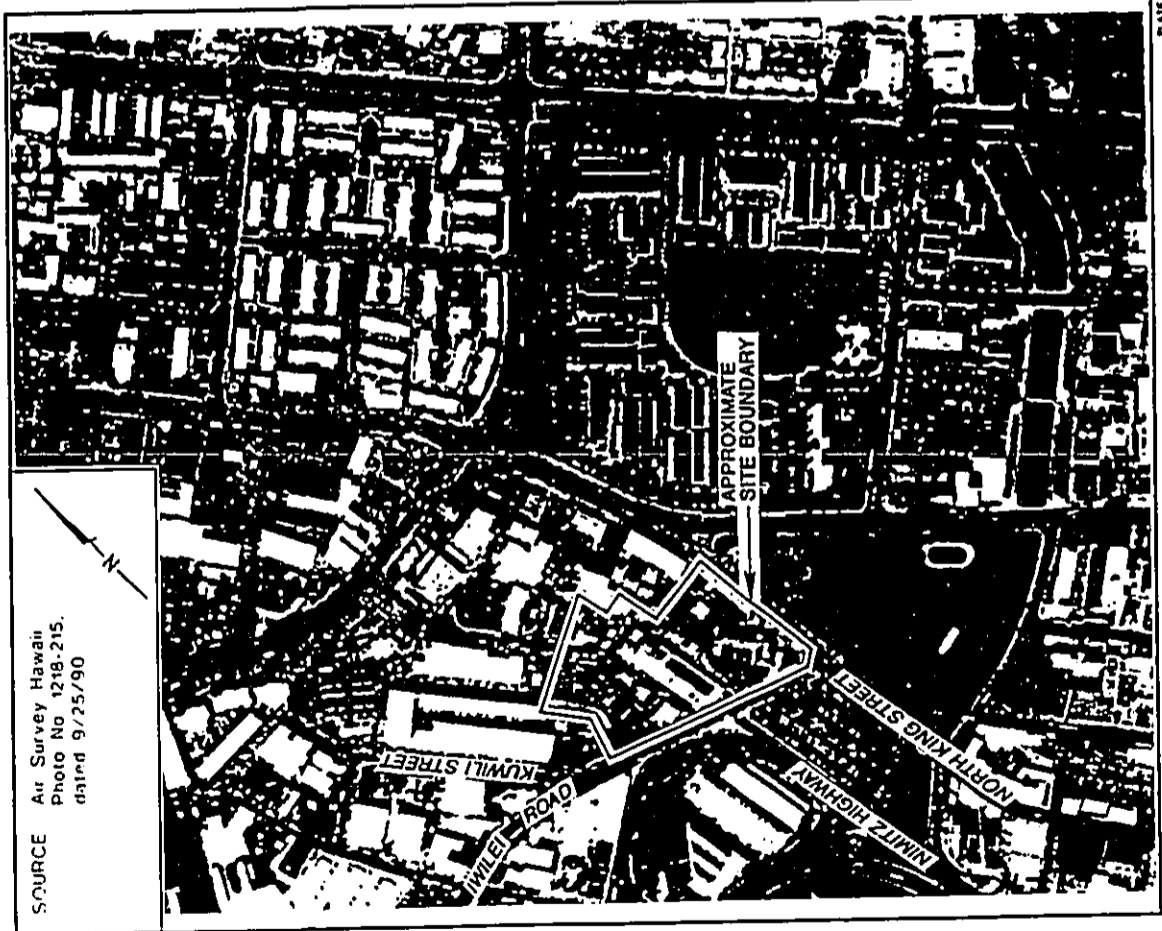 SOURCE Air Survey Hawaii
Photo No 1218-215,
dated 9/25/90
N
APPROXIMATE
SITE BOUNDARY
KUWILI STREET
IWILEI ROAD
NIMITZ HIGHWAY
NORTH KING STREET